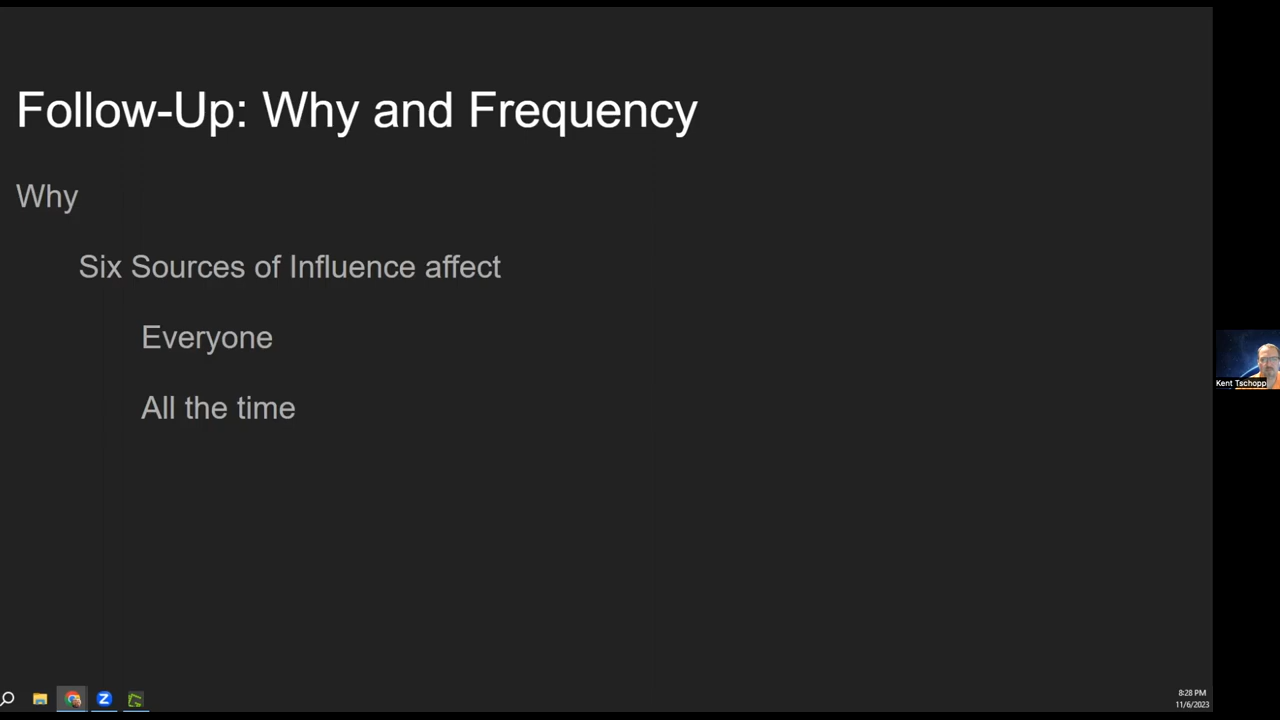 Follow-Up: Why and Frequency
Why
Six Sources of Influence affect
Everyone
All the time
Kent Tschopp
8:28 PM
11/6/2023